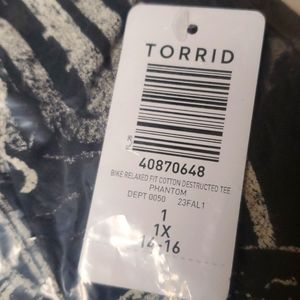 TORRID
40870648
BIKE RELAXED FIT COTTON DESTRUCTED TEE
PHANTOM
DEPT 0050 23FAL1
1
1X
14-16